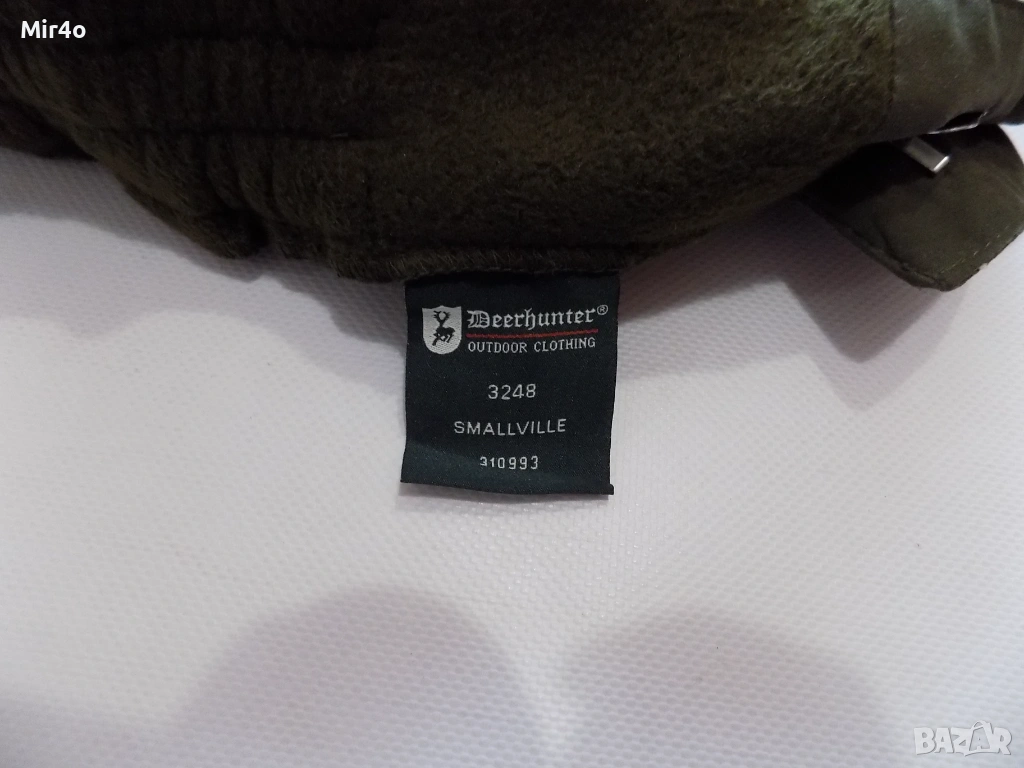 Mir4o
Deerhunter®
OUTDOOR CLOTHING
3248
SMALLVILLE
310993
BAZAR